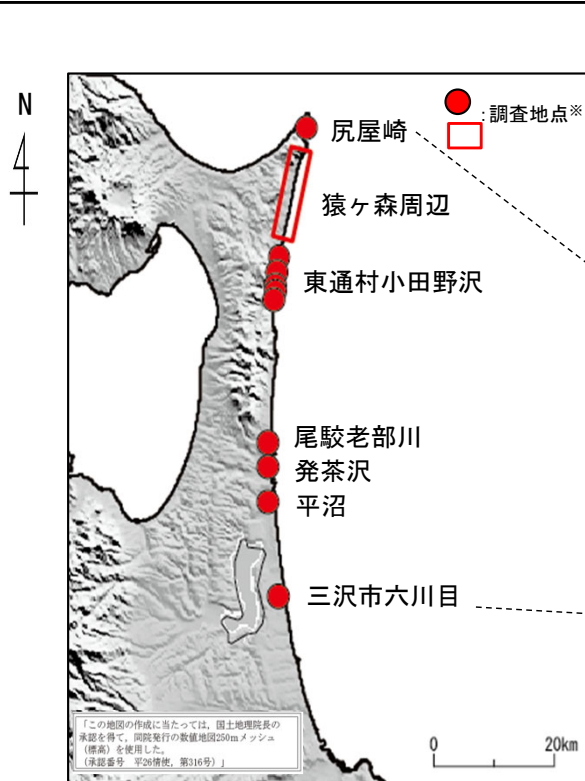 N
:調査地点※
尻屋崎
猿ヶ森周辺
東通村小田野沢
尾駮老部川
発茶沢
平沼
三沢市六川目
「この地図の作成に当たっては，国土地理院長の
承認を得て，同院発行の数値地図250mメッシュ
（標高）を使用した。
（承認番号　平26情使，第316号）」
0 20km